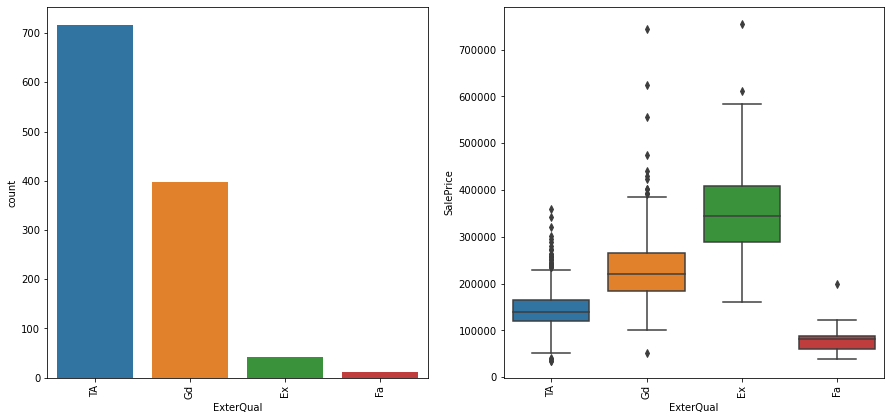 700
600
500
400
300
200
100
0
count
TA
Gd
Ex
Fa
ExterQual
700000
600000
500000
400000
300000
200000
100000
0
SalePrice
TA
Gd
Ex
Fa
ExterQual